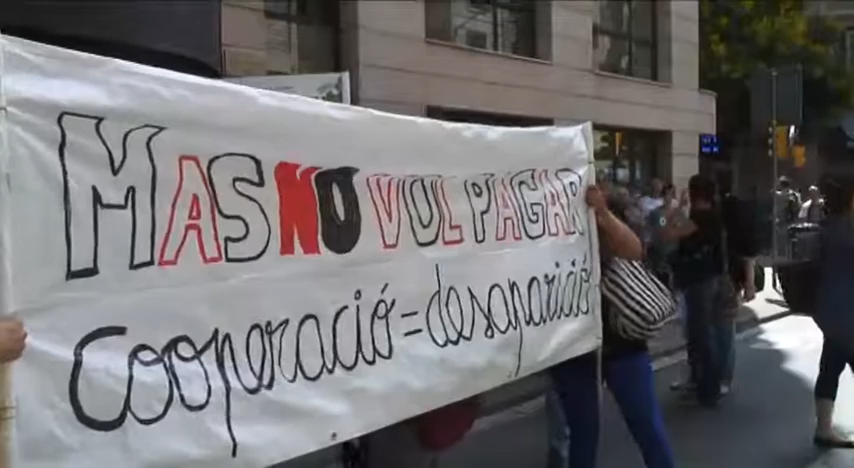 MAS NO VOL PAGAR
cooperació = desaparició